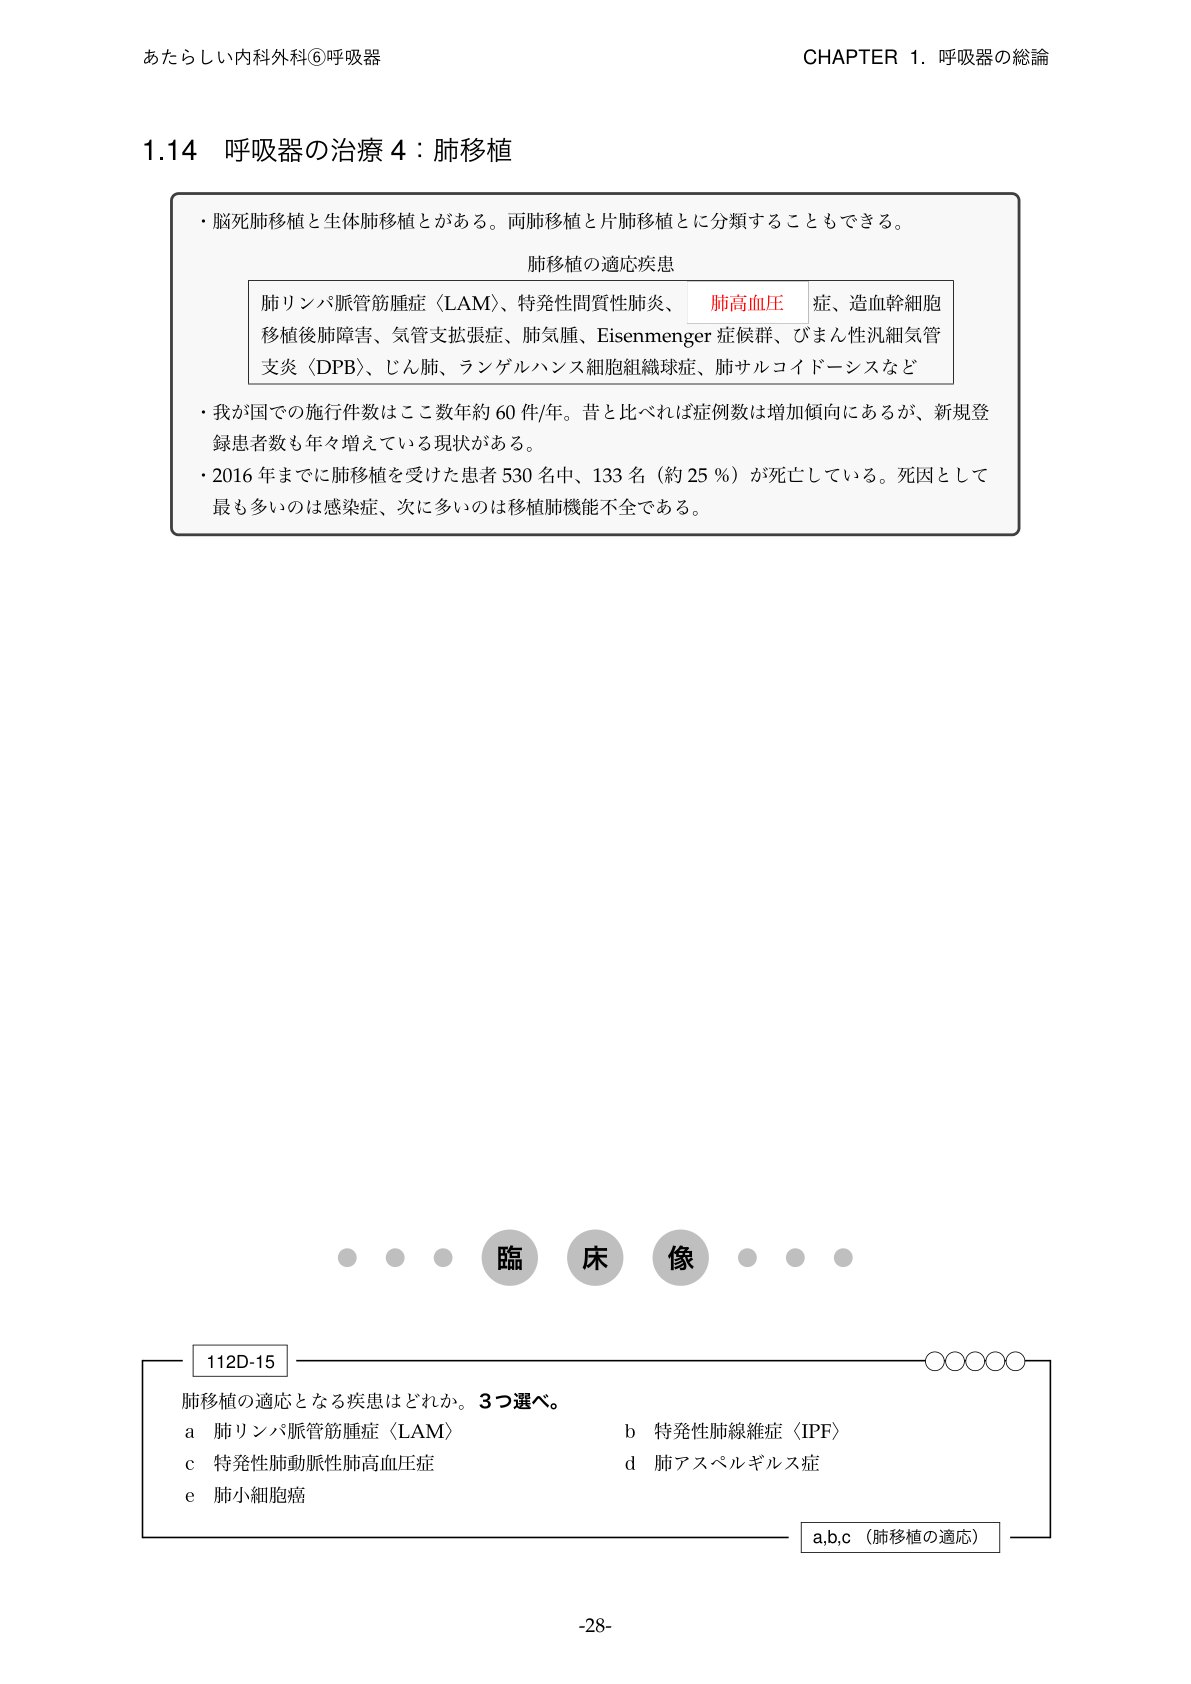 あたらしい内科外科⑥呼吸器
CHAPTER 1. 呼吸器の総論
1.14 呼吸器の治療 4：肺移植
・脳死肺移植と生体肺移植とがある。両肺移植と片肺移植とに分類することもできる。
肺移植の適応疾患
肺リンパ脈管筋腫症〈LAM〉、特発性間質性肺炎、 肺高血圧 症、造血幹細胞
移植後肺障害、気管支拡張症、肺気腫、Eisenmenger 症候群、びまん性汎細気管
支炎〈DPB〉、じん肺、ランゲルハンス細胞組織球症、肺サルコイドーシスなど
・我が国での施行件数はここ数年約 60 件/年。昔と比べれば症例数は増加傾向にあるが、新規登
録患者数も年々増えている現状がある。
・2016 年までに肺移植を受けた患者 530 名中、133 名（約 25 %）が死亡している。死因として
最も多いのは感染症、次に多いのは移植肺機能不全である。
臨 床 像
112D-15
肺移植の適応となる疾患はどれか。3つ選べ。
a 肺リンパ脈管筋腫症〈LAM〉 b 特発性肺線維症〈IPF〉
c 特発性肺動脈性肺高血圧症 d 肺アスペルギルス症
e 肺小細胞癌
a,b,c （肺移植の適応）
-28-